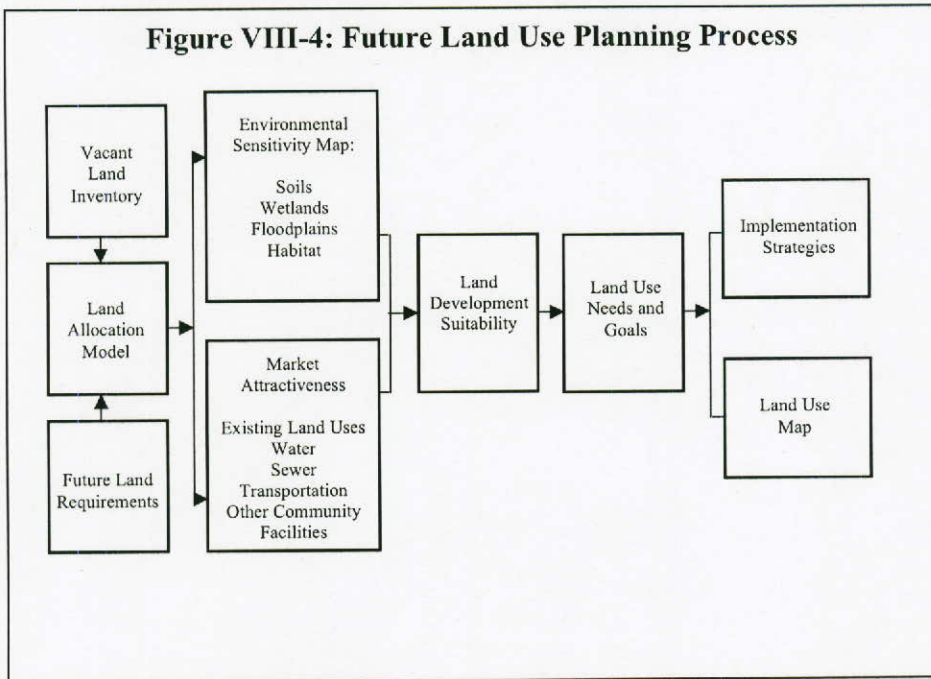 Figure VIII-4: Future Land Use Planning Process
Vacant
Land
Inventory
Land
Allocation
Model
Future Land
Requirements
Environmental
Sensitivity Map:
Soils
Wetlands
Floodplains
Habitat
Market
Attractiveness
Existing Land Uses
Water
Sewer
Transportation
Other Community
Facilities
Land
Development
Suitability
Land Use
Needs and
Goals
Implementation
Strategies
Land Use
Map